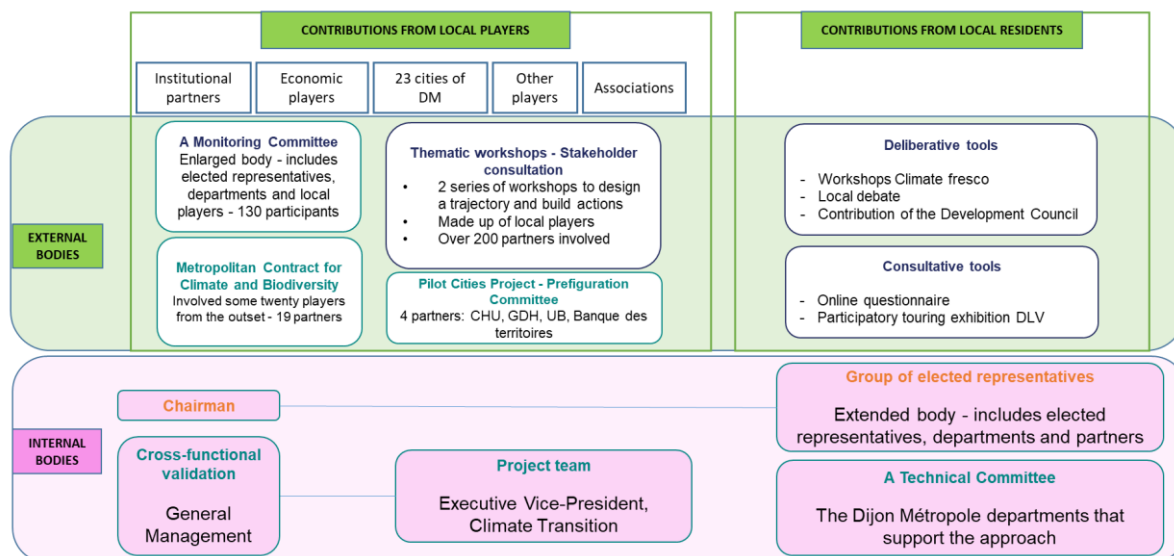 CONTRIBUTIONS FROM LOCAL PLAYERS
CONTRIBUTIONS FROM LOCAL RESIDENTS
Institutional
partners
Economic
players
23 cities of
DM
Other
players
Associations
EXTERNAL
BODIES
A Monitoring Committee
Enlarged body - includes
elected representatives,
departments and local
players - 130 participants
Metropolitan Contract for
Climate and Biodiversity
Involved some twenty players
from the outset - 19 partners
Thematic workshops - Stakeholder
consultation
• 2 series of workshops to design
a trajectory and build actions
• Made up of local players
• Over 200 partners involved
Pilot Cities Project - Prefiguration
Committee
4 partners: CHU, GDH, UB, Banque des
territoires
Deliberative tools
- Workshops Climate fresco
- Local debate
- Contribution of the Development Council
Consultative tools
- Online questionnaire
- Participatory touring exhibition DLV
INTERNAL
BODIES
Chairman
Group of elected representatives
Extended body - includes elected
representatives, departments and partners
Cross-functional
validation
General
Management
Project team
Executive Vice-President,
Climate Transition
A Technical Committee
The Dijon Métropole departments that
support the approach